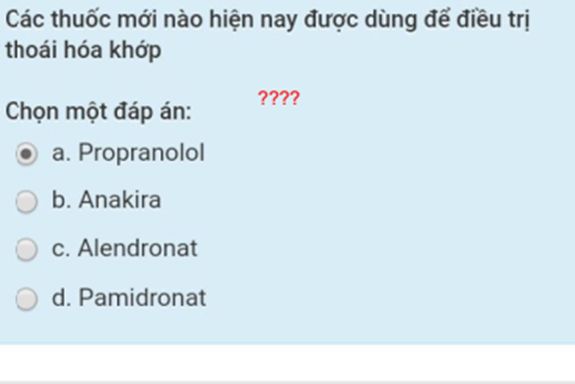 Các thuốc mới nào hiện nay được dùng để điều trị
thoái hóa khớp
????
Chọn một đáp án:
a. Propranolol
b. Anakira
c. Alendronat
d. Pamidronat